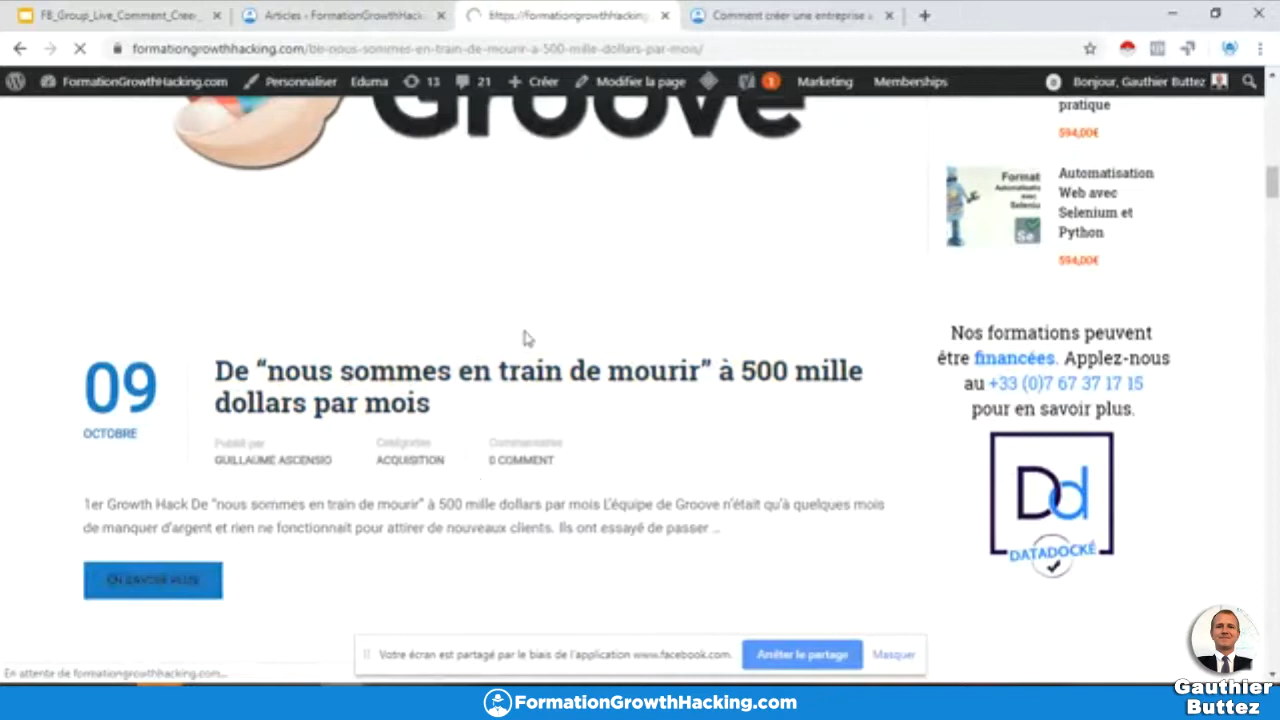 FB_Group_Live_Comment_Cree-
Articles ‹ FormationGrowthHack
https://formationgrowthhacking
Comment créer une entreprise »
formationgrowthhacking.com/de-nous-sommes-en-train-de-mourir-a-500-mille-dollars-par-mois/
FormationGrowthHacking.com
Personnaliser
Eduma
13
21
Créer
Modifier la page
1
Marketing
Memberships
Bonjour, Gauthier Buttez
Groove
pratique
594,00€
Format
Automatisatio
avec
Seleniu
Se
Automatisation
Web avec
Selenium et
Python
594,00€
Nos formations peuvent
être financées. Applez-nous
au +33 (0)7 67 37 17 15
pour en savoir plus.
Dd
DATADOCKÉ
09
OCTOBRE
De “nous sommes en train de mourir” à 500 mille
dollars par mois
Publié par
GUILLAUME ASCENSIO
Catégories
ACQUISITION
Commentaires
0 COMMENT
1er Growth Hack De “nous sommes en train de mourir” à 500 mille dollars par mois L’équipe de Groove n’était qu’à quelques mois
de manquer d’argent et rien ne fonctionnait pour attirer de nouveaux clients. Ils ont essayé de passer ...
EN SAVOIR PLUS
Votre écran est partagé par le biais de l'application www.facebook.com.
Arrêter le partage
Masquer
En attente de formationgrowthhacking.com...
FormationGrowthHacking.com
Gauthier
Buttez